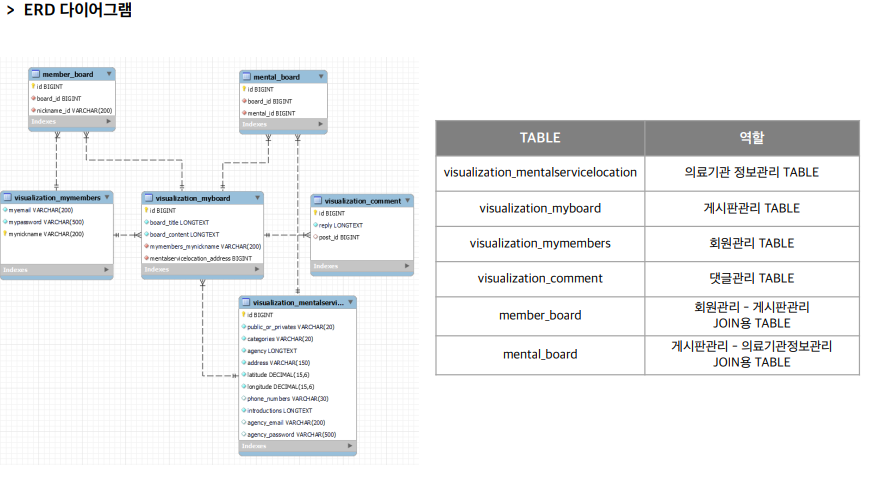 > ERD 다이어그램
member_board
id BIGINT
board_id BIGINT
nickname_id VARCHAR(200)
Indexes
mental_board
id BIGINT
board_id BIGINT
mental_id BIGINT
Indexes
visualization_mymembers
myemail VARCHAR(200)
mypassword VARCHAR(500)
mynickname VARCHAR(200)
Indexes
visualization_myboard
id BIGINT
board_title LONGTEXT
board_content LONGTEXT
mymembers_mynickname VARCHAR(200)
mentalservicelocation_address BIGINT
Indexes
visualization_comment
id BIGINT
reply LONGTEXT
post_id BIGINT
Indexes
visualization_mentalservi...
id BIGINT
public_or_privates VARCHAR(20)
categories VARCHAR(20)
agency LONGTEXT
address VARCHAR(150)
latitude DECIMAL(15,6)
longitude DECIMAL(15,6)
phone_numbers VARCHAR(30)
introductions LONGTEXT
agency_email VARCHAR(200)
agency_password VARCHAR(500)
Indexes
TABLE 역할
visualization_mentalservicelocation 의료기관 정보관리 TABLE
visualization_myboard 게시판관리 TABLE
visualization_mymembers 회원관리 TABLE
visualization_comment 댓글관리 TABLE
member_board 회원관리 - 게시판관리
JOIN용 TABLE
mental_board 게시판관리 - 의료기관정보관리
JOIN용 TABLE